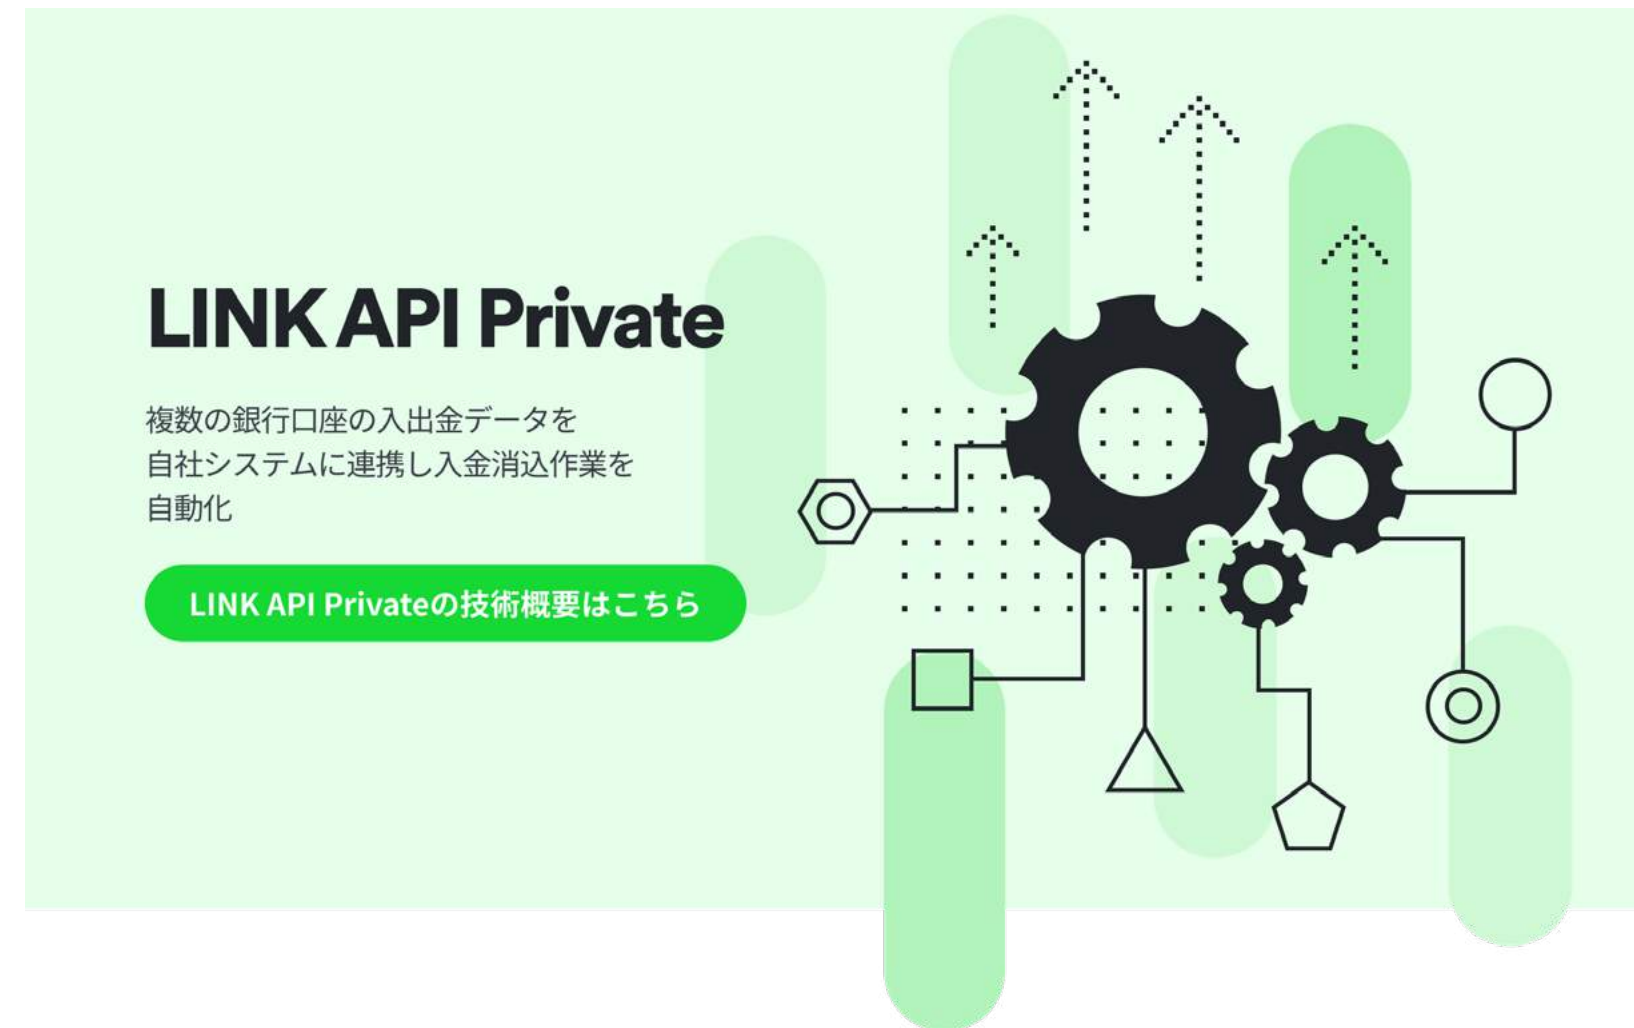 LINK API Private
複数の銀行口座の入出金データを
自社システムに連携し入金消込作業を
自動化
LINK API Privateの技術概要はこちら